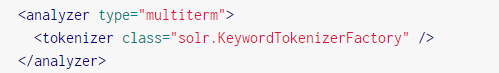 <analyzer type="multiterm">
<tokenizer class="solr.KeywordTokenizerFactory" />
</analyzer>